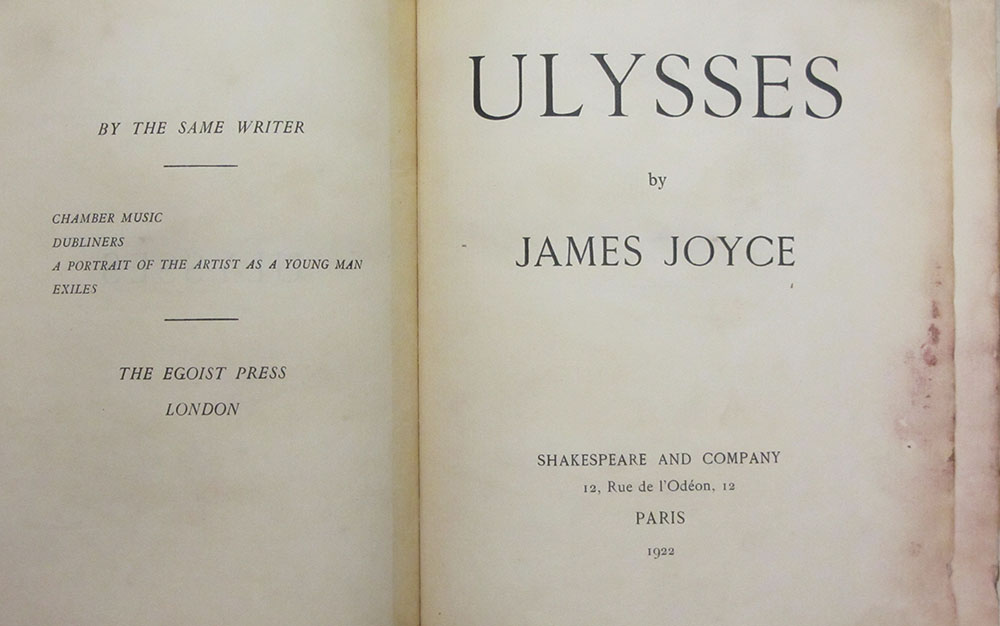 BY THE SAME WRITER
CHAMBER MUSIC
DUBLINERS
A PORTRAIT OF THE ARTIST AS A YOUNG MAN
EXILES
THE EGOIST PRESS
LONDON
ULYSSES
by
JAMES JOYCE
SHAKESPEARE AND COMPANY
12, Rue de l'Odéon, 12
PARIS
1922